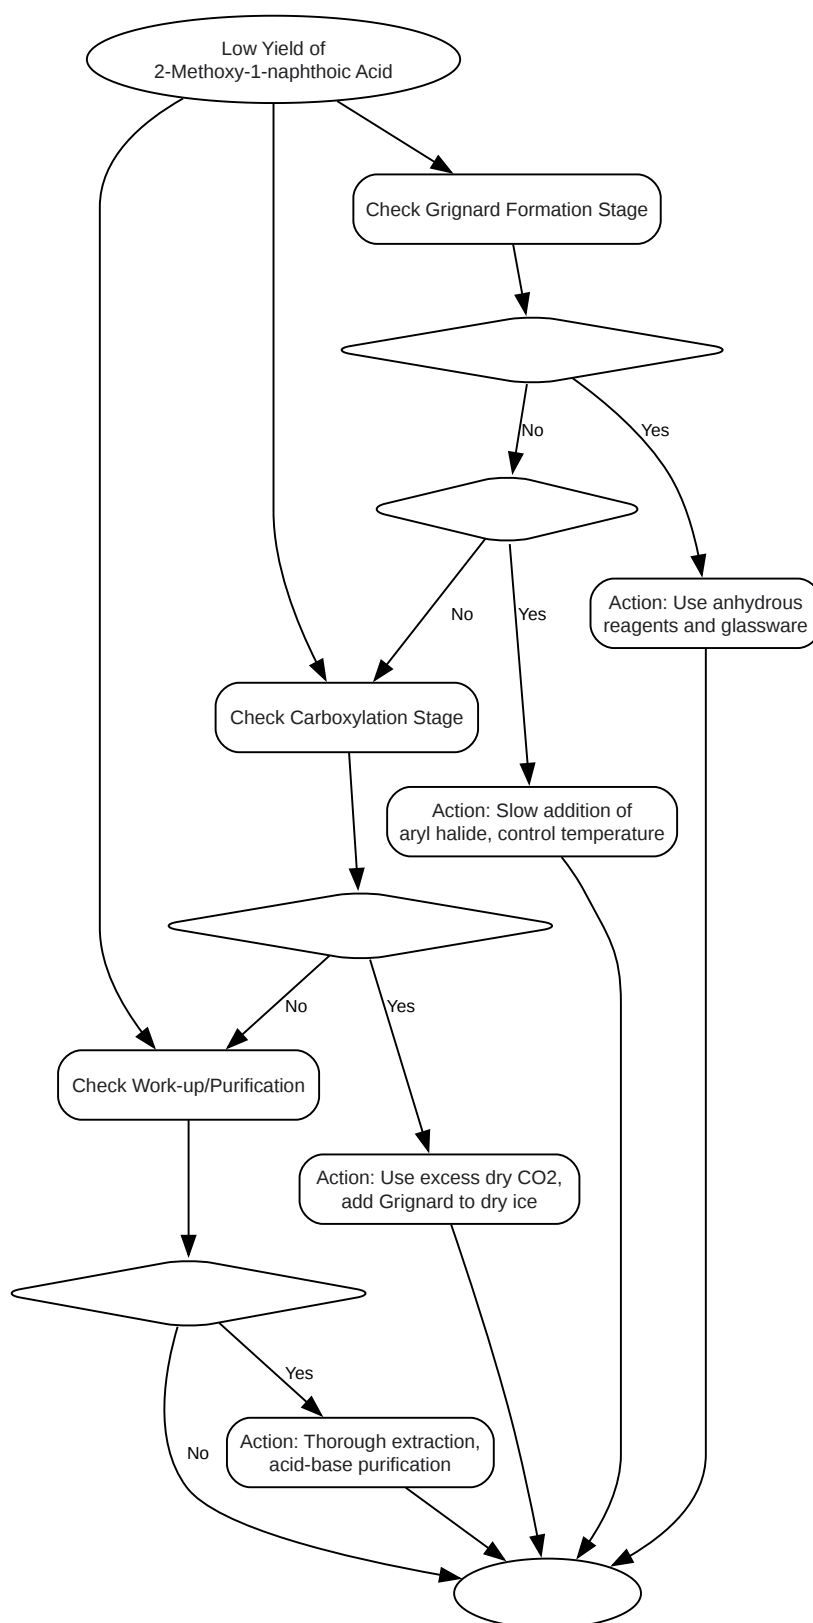 Low Yield of
2-Methoxy-1-naphthoic Acid
Check Grignard Formation Stage
No
Yes
Action: Use anhydrous
reagents and glassware
No
Yes
Check Carboxylation Stage
Action: Slow addition of
aryl halide, control temperature
No
Yes
Check Work-up/Purification
Action: Use excess dry CO2,
add Grignard to dry ice
Yes
No
Action: Thorough extraction,
acid-base purification